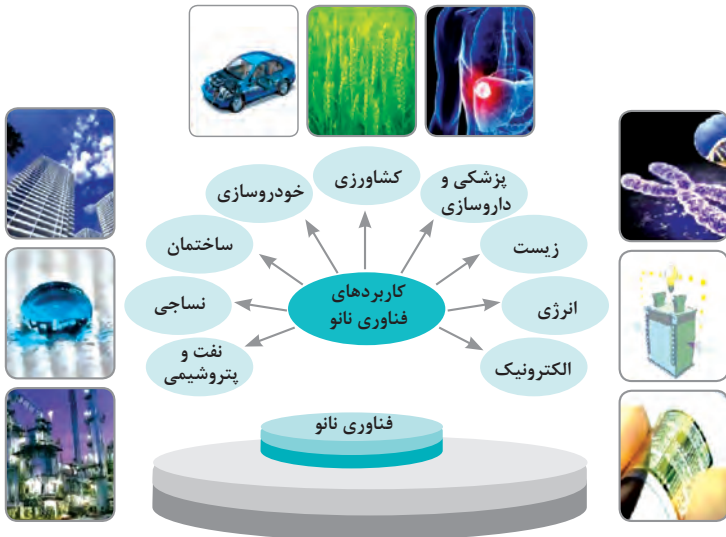 کشاورزی
پزشکی و
داروسازی
خودروسازی
زیست
ساختمان
کاربردهای
فناوری نانو
انرژی
نساجی
الکترونیک
نفت و
پتروشیمی
فناوری نانو